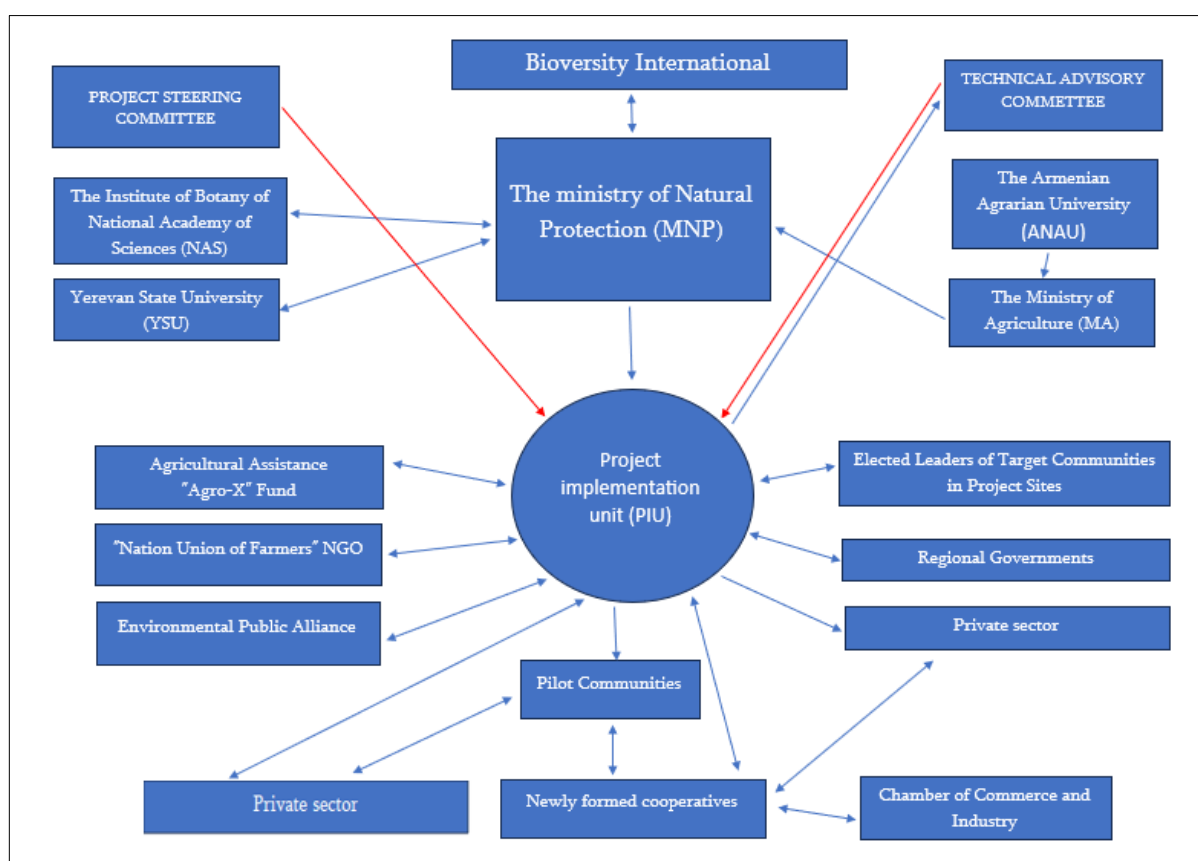 Bioversity International
PROJECT STEERING
COMMITTEE
TECHNICAL ADVISORY
COMMETTEE
The ministry of Natural
Protection (MNP)
The Institute of Botany of
National Academy of
Sciences (NAS)
The Armenian
Agrarian University
(ANAU)
Yerevan State University
(YSU)
The Ministry of
Agriculture (MA)
Project
implementation
unit (PIU)
Agricultural Assistance
"Agro-X" Fund
Elected Leaders of Target Communities
in Project Sites
"Nation Union of Farmers" NGO
Regional Governments
Environmental Public Alliance
Private sector
Pilot Communities
Private sector
Newly formed cooperatives
Chamber of Commerce and
Industry